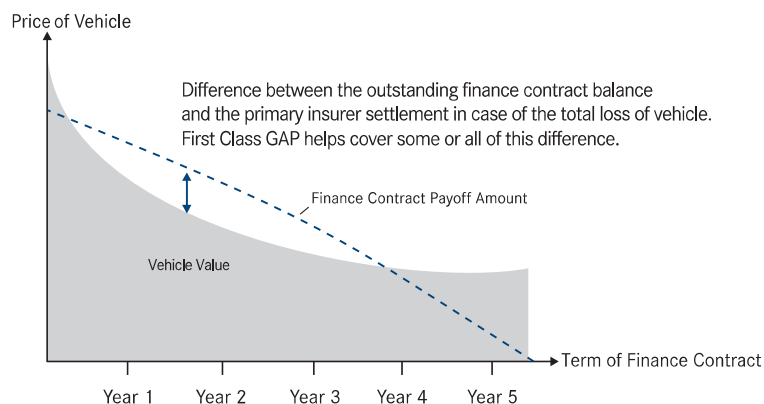 Price of Vehicle
Difference between the outstanding finance contract balance
and the primary insurer settlement in case of the total loss of vehicle.
First Class GAP helps cover some or all of this difference.
Finance Contract Payoff Amount
Vehicle Value
Term of Finance Contract
Year 1 Year 2 Year 3 Year 4 Year 5